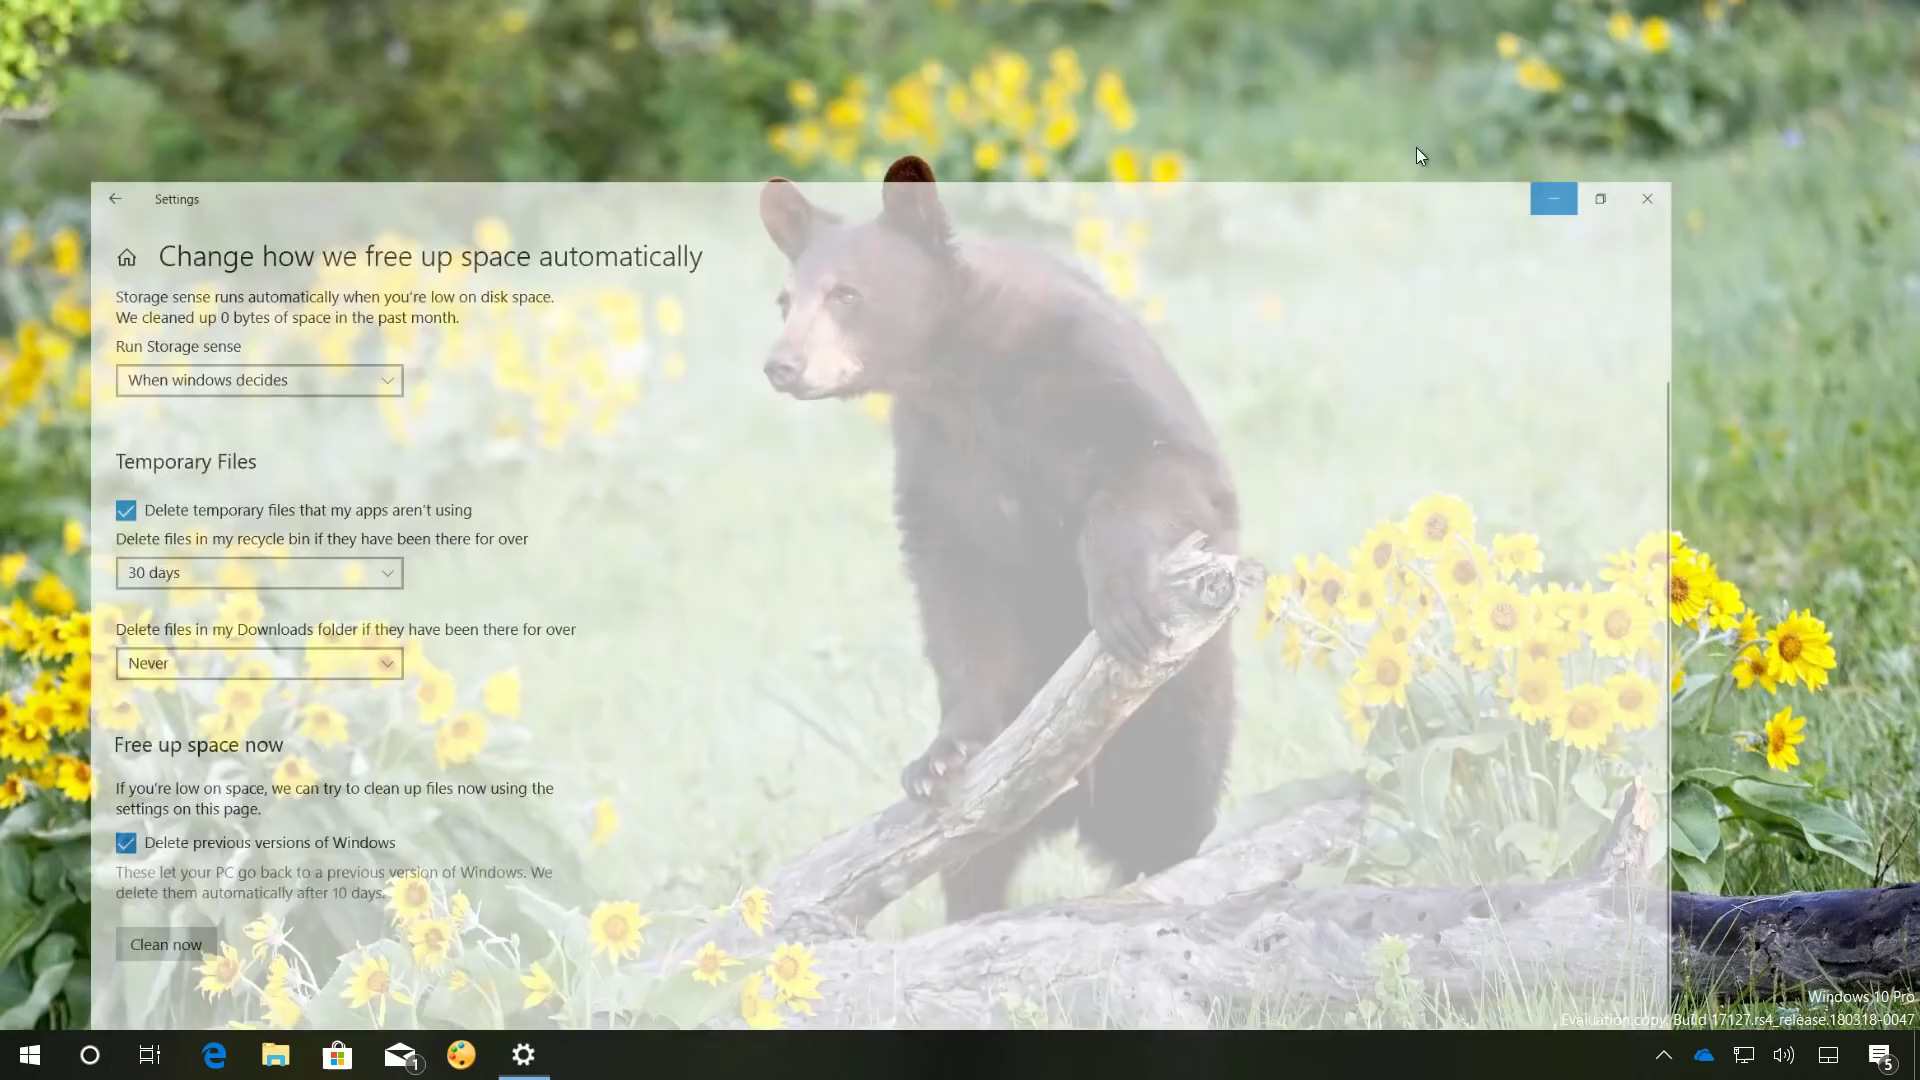 Settings
Change how we free up space automatically
Storage sense runs automatically when you're low on disk space.
We cleaned up 0 bytes of space in the past month.
Run Storage sense
When windows decides
Temporary Files
Delete temporary files that my apps aren't using
Delete files in my recycle bin if they have been there for over
30 days
Delete files in my Downloads folder if they have been there for over
Never
Free up space now
If you're low on space, we can try to clean up files now using the
settings on this page.
Delete previous versions of Windows
These let your PC go back to a previous version of Windows. We
delete them automatically after 10 days.
Clean now
Windows 10 Pro
Evaluation copy. Build 17127.rs4_release.180318-0047
1
5